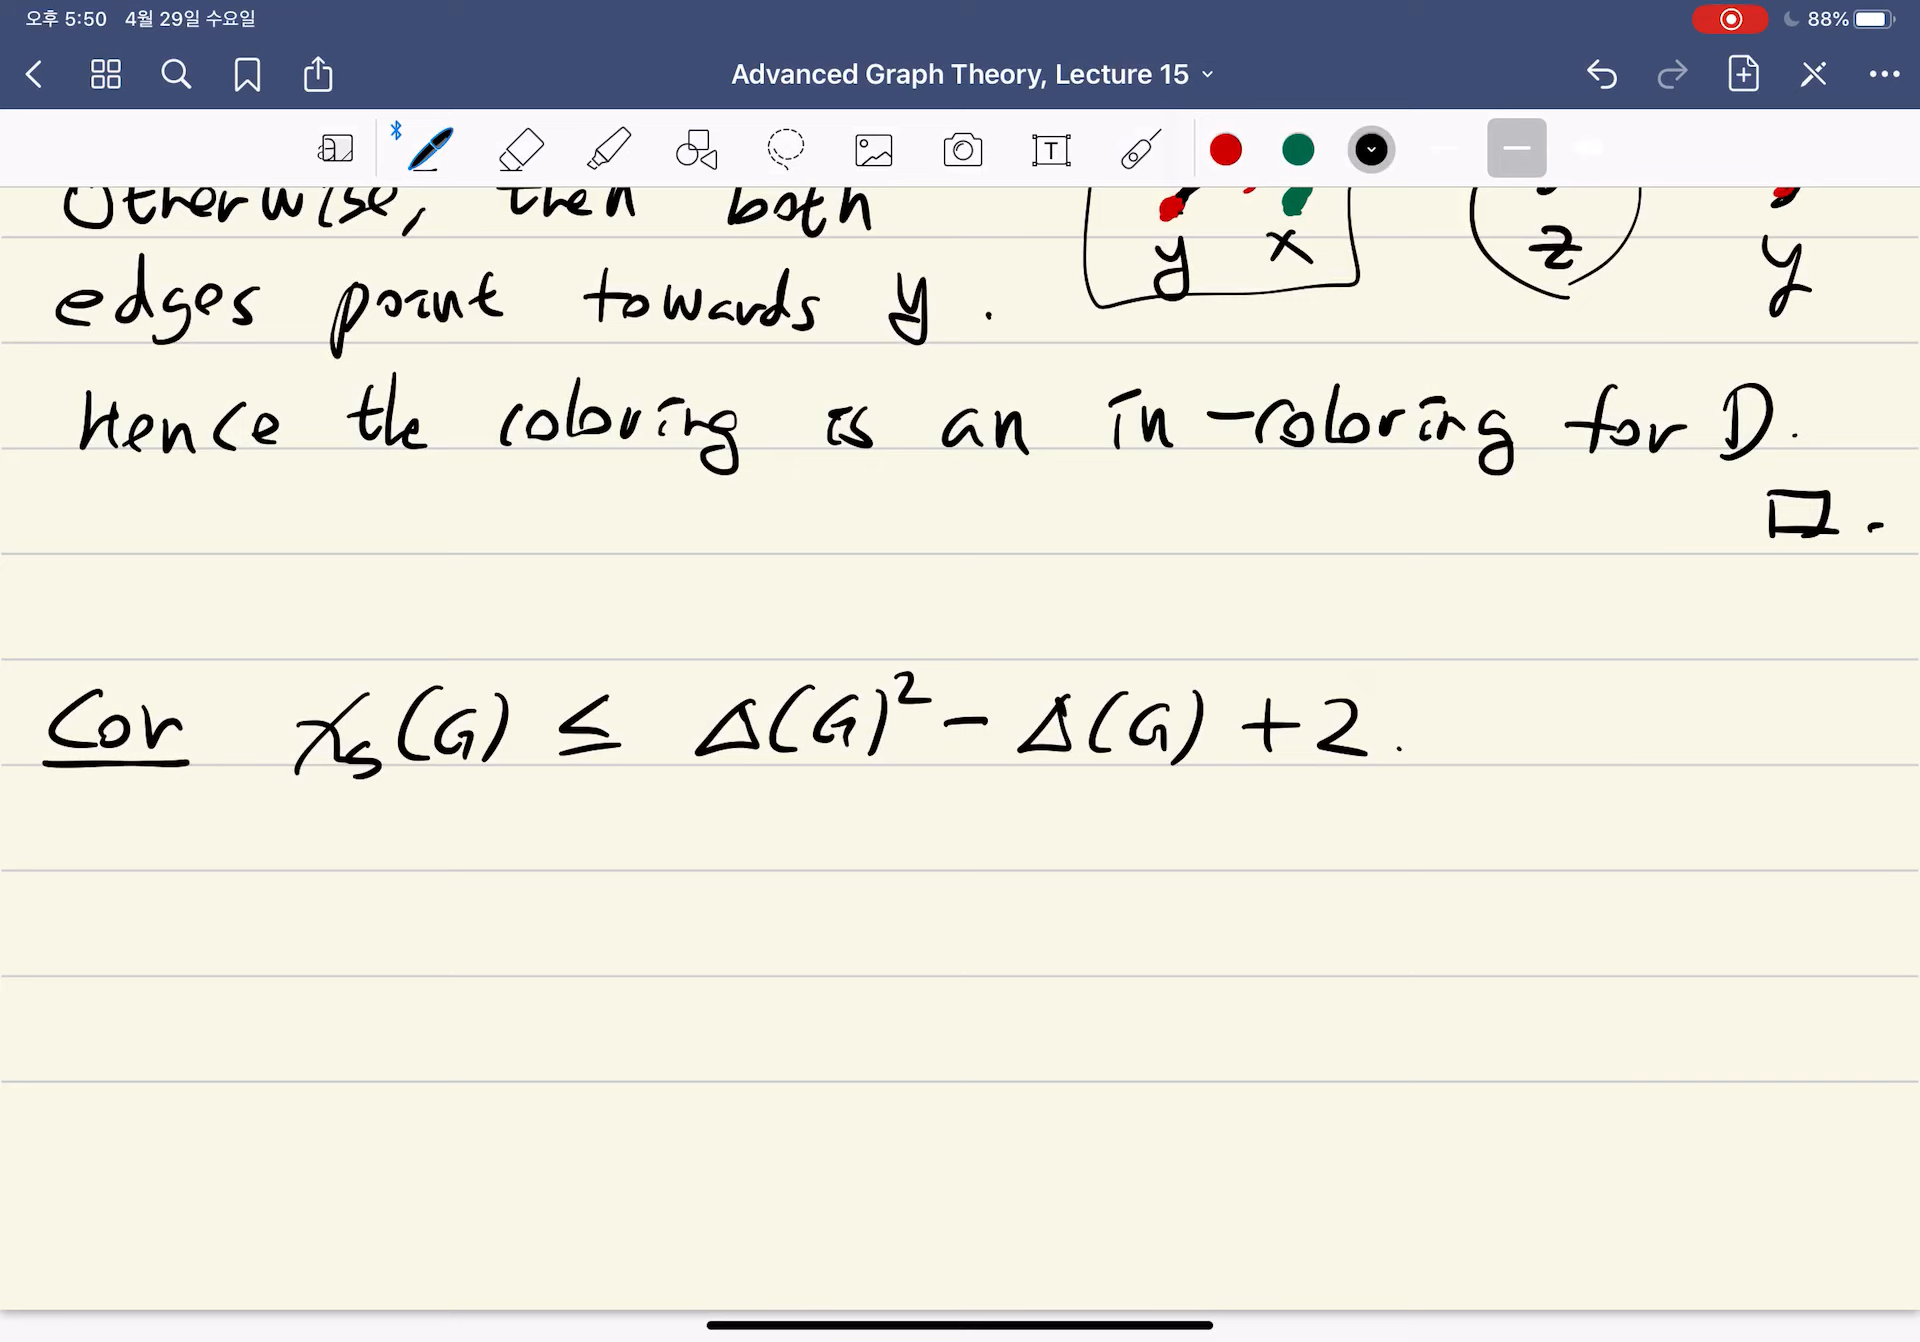 오후 5:50 4월 29일 수요일 88%
Advanced Graph Theory, Lecture 15
Otherwise, then both
y x z y
edges point towards y.
Hence the coloring is an in-coloring for D.
□.
Cor χₛ(G) ≤ Δ(G)² - Δ(G) + 2.